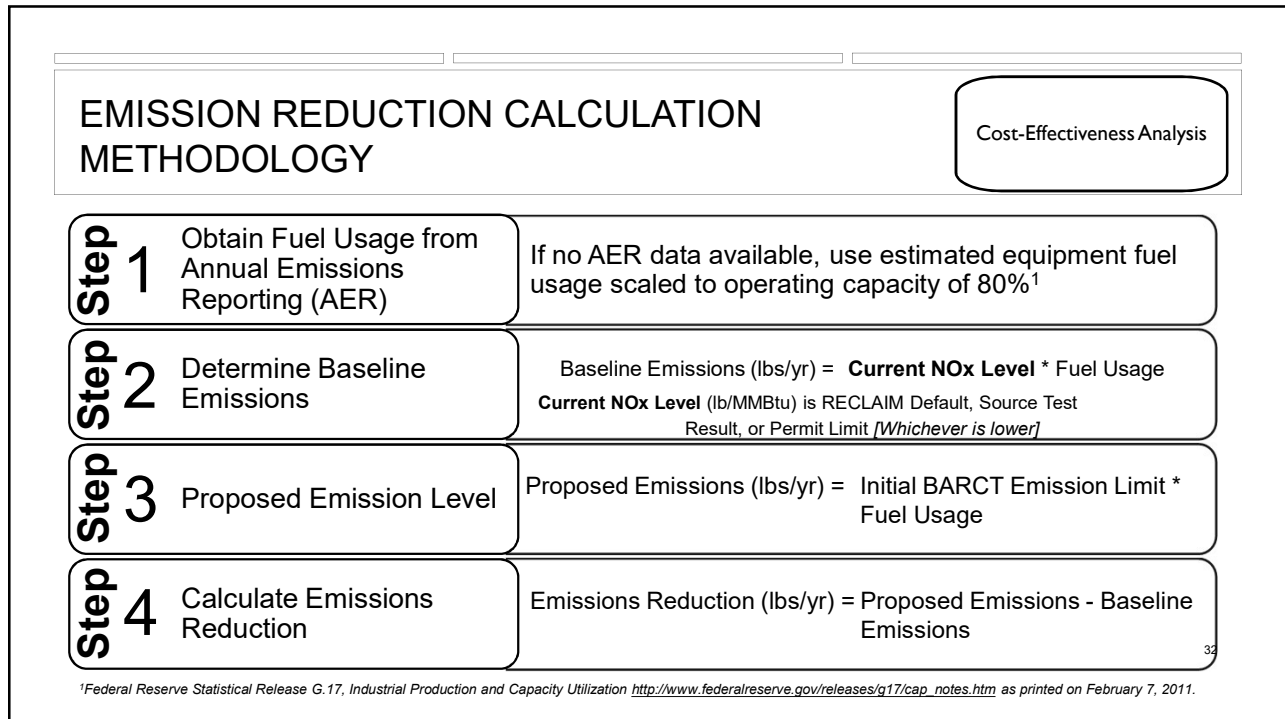 EMISSION REDUCTION CALCULATION
METHODOLOGY
Cost-Effectiveness Analysis
Step 1
Obtain Fuel Usage from
Annual Emissions
Reporting (AER)
If no AER data available, use estimated equipment fuel
usage scaled to operating capacity of 80%¹
Step 2
Determine Baseline
Emissions
Baseline Emissions (lbs/yr) = Current NOx Level * Fuel Usage
Current NOx Level (lb/MMBtu) is RECLAIM Default, Source Test
Result, or Permit Limit [Whichever is lower]
Step 3
Proposed Emission Level
Proposed Emissions (lbs/yr) = Initial BARCT Emission Limit *
Fuel Usage
Step 4
Calculate Emissions
Reduction
Emissions Reduction (lbs/yr) = Proposed Emissions - Baseline
Emissions
32
¹Federal Reserve Statistical Release G.17, Industrial Production and Capacity Utilization http://www.federalreserve.gov/releases/g17/cap_notes.htm as printed on February 7, 2011.